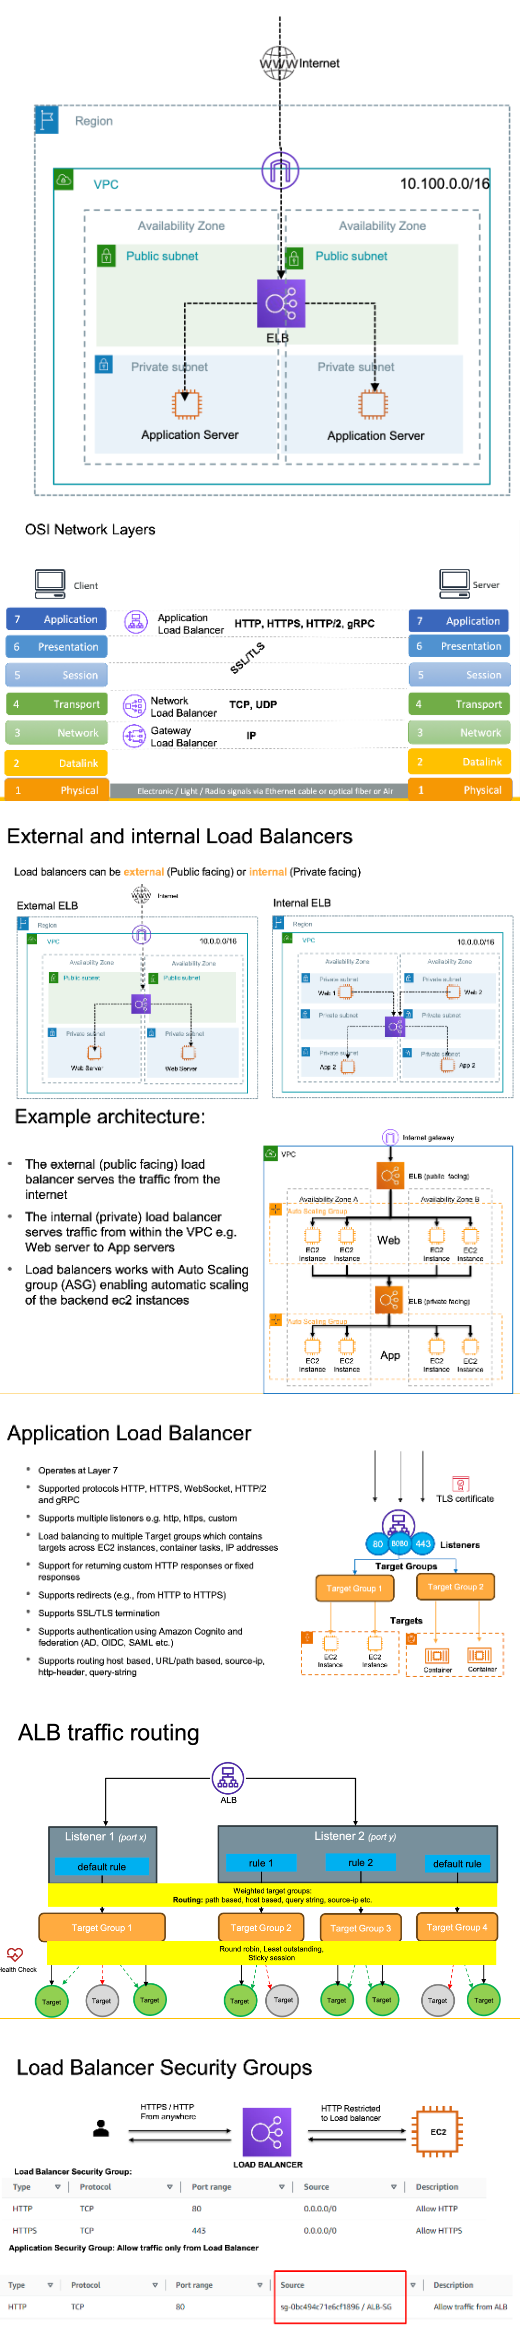 WWW Internet
Region
VPC
10.100.0.0/16
Availability Zone
Availability Zone
Public subnet
Public subnet
ELB
Private subnet
Private subnet
Application Server
Application Server
OSI Network Layers
Client
Server
7 Application
Application Load Balancer
HTTP, HTTPS, HTTP/2, gRPC
7 Application
6 Presentation
SSL/TLS
6 Presentation
5 Session
5 Session
4 Transport
Network Load Balancer
TCP, UDP
4 Transport
3 Network
Gateway Load Balancer
IP
3 Network
2 Datalink
2 Datalink
1 Physical
Electronic / Light / Radio signals via Ethernet cable or optical fiber or Air
1 Physical
External and internal Load Balancers
Load balancers can be external (Public facing) or internal (Private facing)
External ELB
WWW Internet
Region
VPC
10.0.0.0/16
Availability Zone
Availability Zone
Public subnet
Public subnet
Private subnet
Private subnet
Web Server
Web Server
Internal ELB
Region
VPC
10.0.0.0/16
Availability Zone
Availability Zone
Private subnet
Private subnet
Web 1
Web 2
Private subnet
Private subnet
Private subnet
Private subnet
App 2
App 2
Example architecture:
• The external (public facing) load
balancer serves the traffic from the
internet
• The internal (private) load balancer
serves traffic from within the VPC e.g.
Web server to App servers
• Load balancers works with Auto Scaling
group (ASG) enabling automatic scaling
of the backend ec2 instances
Internet gateway
VPC
ELB (public facing)
Availability Zone A
Availability Zone B
Auto Scaling Group
Web
EC2 Instance
EC2 Instance
EC2 Instance
EC2 Instance
ELB (private facing)
Auto Scaling Group
App
EC2 Instance
EC2 Instance
EC2 Instance
EC2 Instance
Application Load Balancer
• Operates at Layer 7
• Supported protocols HTTP, HTTPS, WebSocket, HTTP/2
and gRPC
• Supports multiple listeners e.g. http, https, custom
• Load balancing to multiple Target groups which contains
targets across EC2 instances, container tasks, IP addresses
• Support for returning custom HTTP responses or fixed
responses
• Supports redirects (e.g., from HTTP to HTTPS)
• Supports SSL/TLS termination
• Supports authentication using Amazon Cognito and
federation (AD, OIDC, SAML etc.)
• Supports routing host based, URL/path based, source-ip,
http-header, query-string
TLS certificate
80 8080 443 Listeners
Target Groups
Target Group 1
Target Group 2
Targets
EC2 Instance
EC2 Instance
Container
Container
ALB traffic routing
ALB
Listener 1 (port x)
Listener 2 (port y)
default rule
rule 1
rule 2
default rule
Weighted target groups:
Routing: path based, host based, query string, source-ip etc.
Target Group 1
Target Group 2
Target Group 3
Target Group 4
Round robin, Least outstanding,
Sticky session
Health Check
Target
Target
Target
Target
Target
Target
Target
Target
Target
Load Balancer Security Groups
HTTPS / HTTP
From anywhere
HTTP Restricted
to Load balancer
EC2
LOAD BALANCER
Load Balancer Security Group:
Type Protocol Port range Source Description
HTTP TCP 80 0.0.0.0/0 Allow HTTP
HTTPS TCP 443 0.0.0.0/0 Allow HTTPS
Application Security Group: Allow traffic only from Load Balancer
Type Protocol Port range Source Description
HTTP TCP 80 sg-0bc494c71e6cf1896 / ALB-SG Allow traffic from ALB